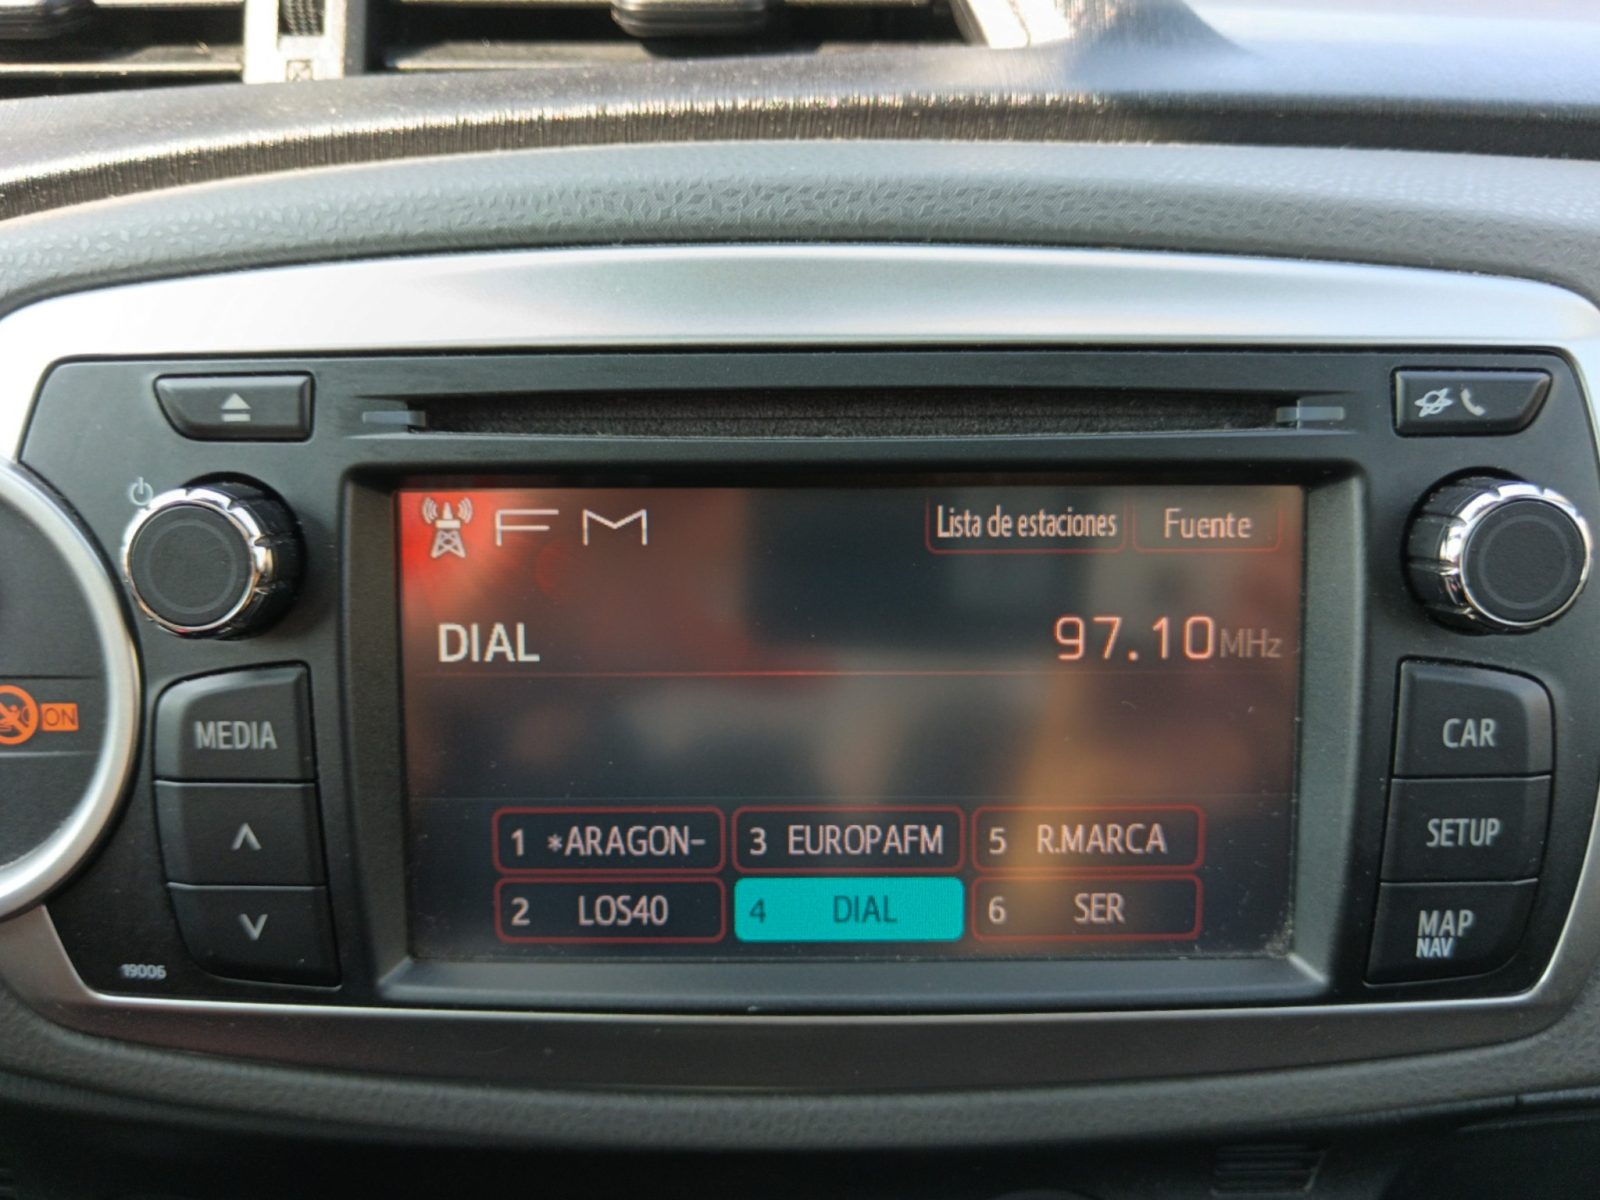 FM
Lista de estaciones
Fuente
DIAL
97.10MHz
ON
MEDIA
CAR
SETUP
MAP
NAV
1 *ARAGON-
3 EUROPAFM
5 R.MARCA
2 LOS40
4 DIAL
6 SER
19006